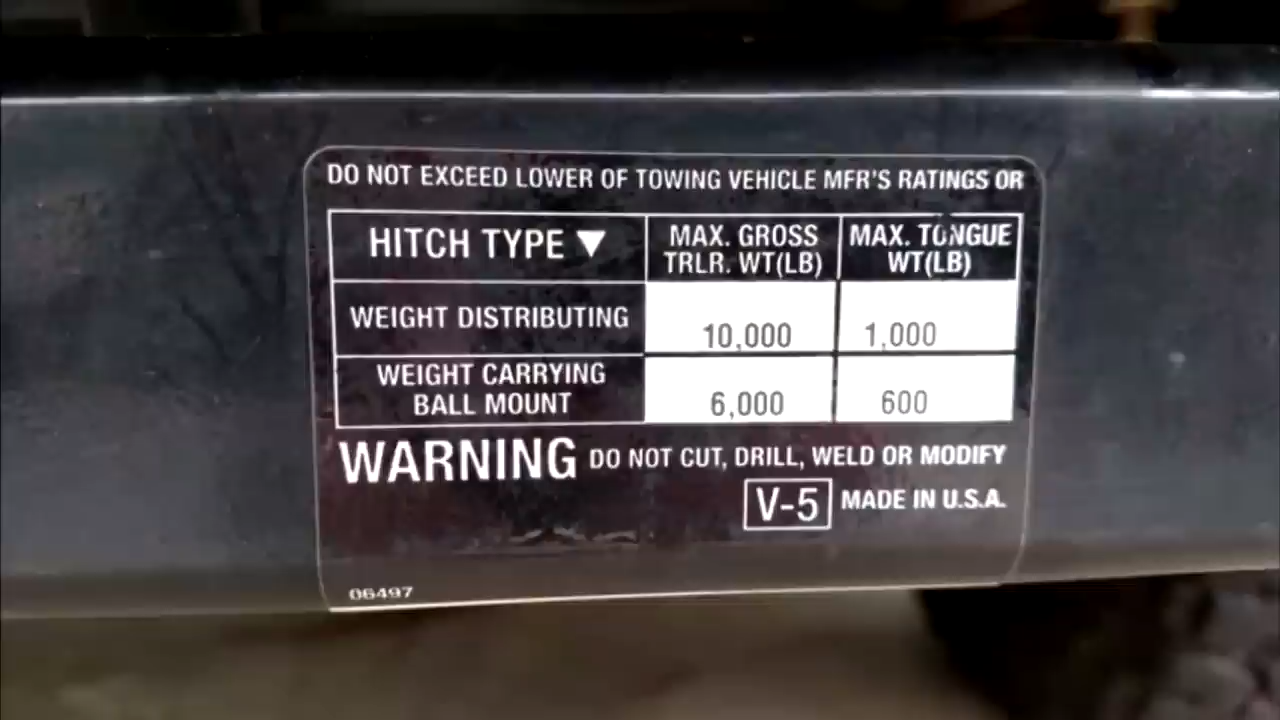 DO NOT EXCEED LOWER OF TOWING VEHICLE MFR'S RATINGS OR
HITCH TYPE ▼ MAX. GROSS TRLR. WT(LB) MAX. TONGUE WT(LB)
WEIGHT DISTRIBUTING 10,000 1,000
WEIGHT CARRYING BALL MOUNT 6,000 600
WARNING DO NOT CUT, DRILL, WELD OR MODIFY
V-5 MADE IN U.S.A.
06497